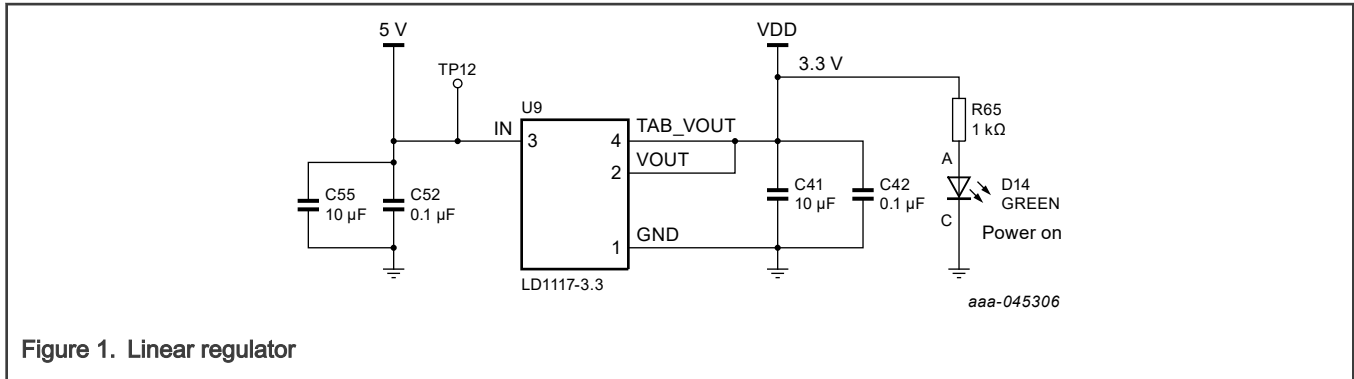 5 V
VDD
3.3 V
TP12
U9
IN
3
4
TAB_VOUT
2
VOUT
1
GND
LD1117-3.3
C55
10 µF
C52
0.1 µF
C41
10 µF
C42
0.1 µF
R65
1 kΩ
A
D14
GREEN
C
Power on
aaa-045306
Figure 1. Linear regulator